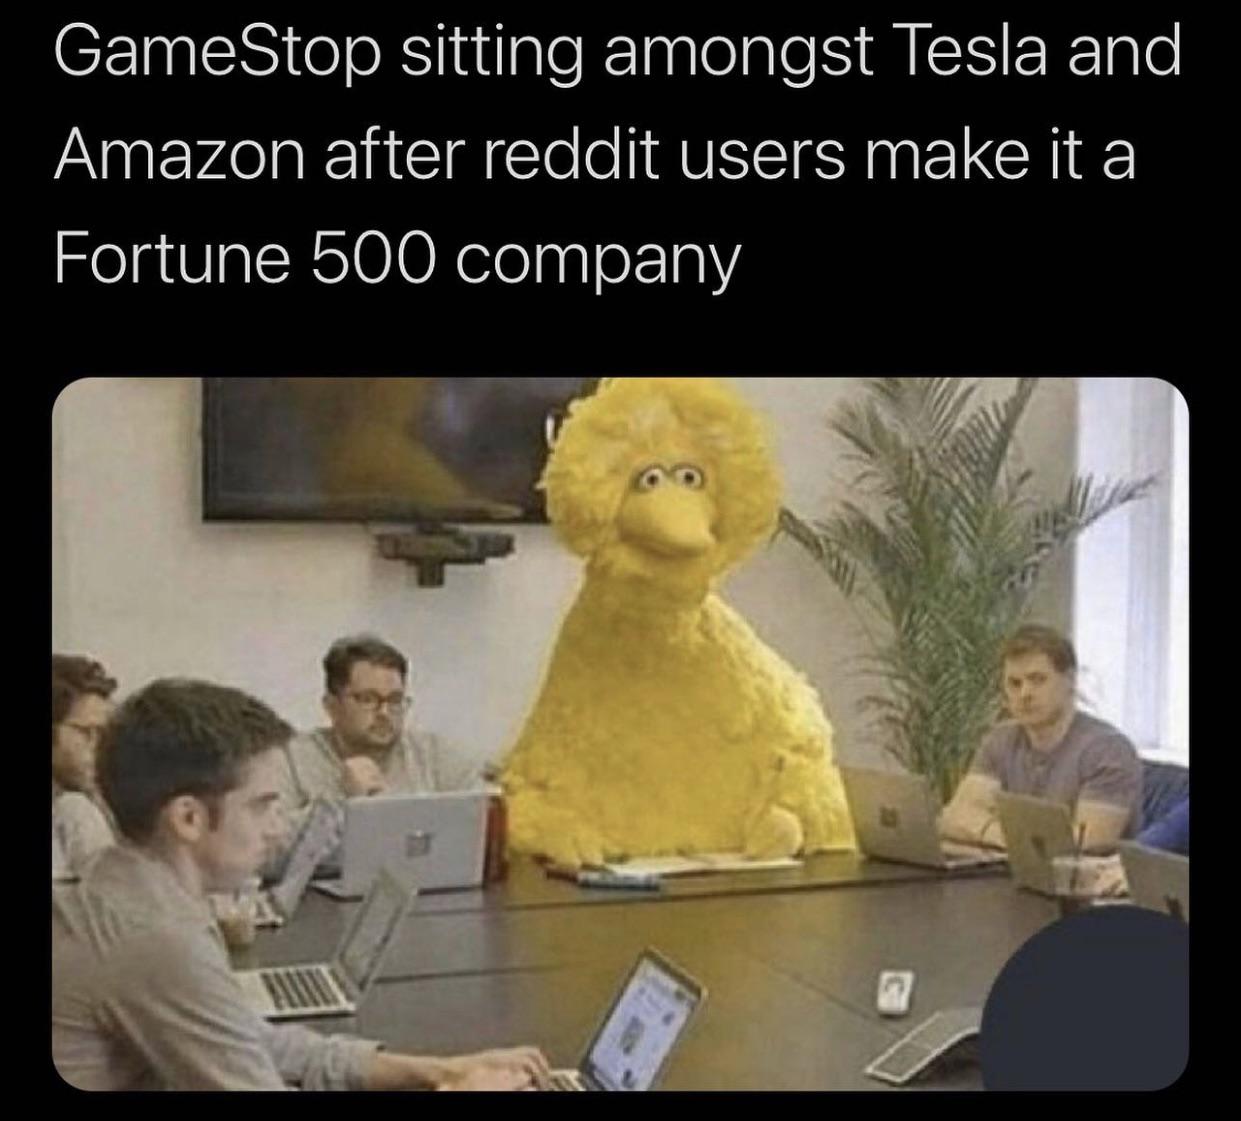 GameStop sitting amongst Tesla and
Amazon after reddit users make it a
Fortune 500 company